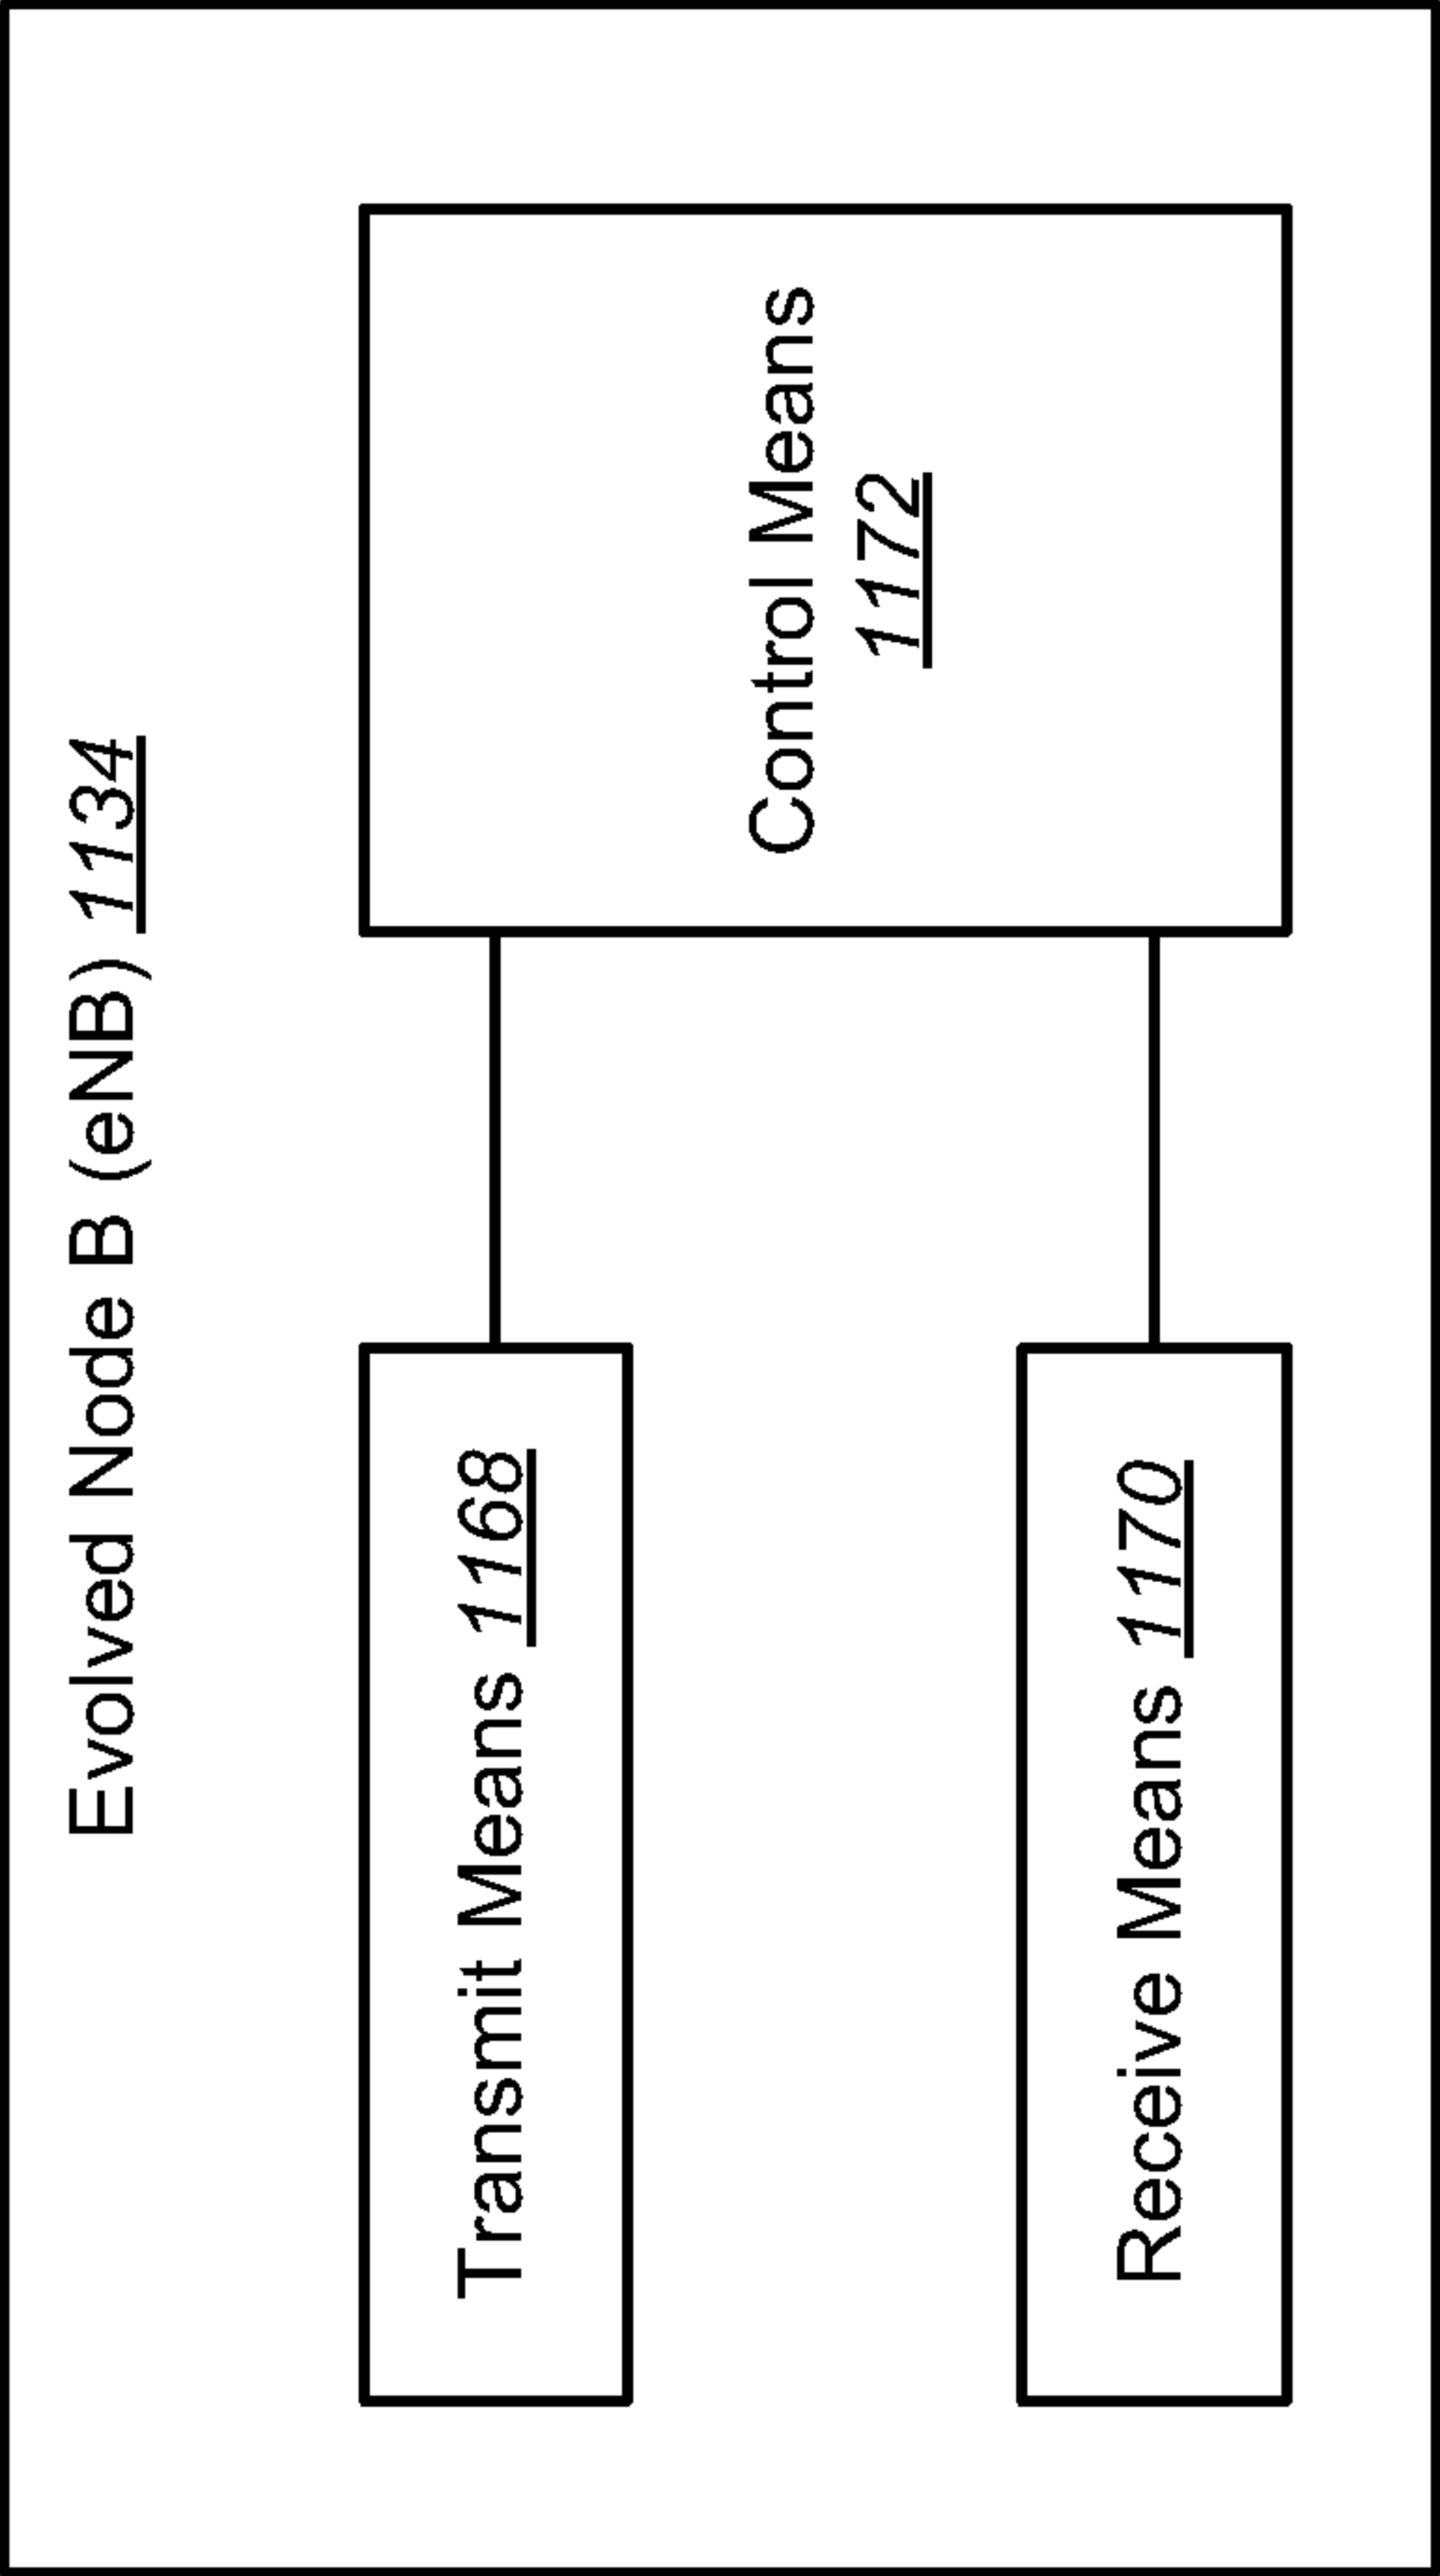 Evolved Node B (eNB) 1134
Transmit Means 1168
Control Means
1172
Receive Means 1170